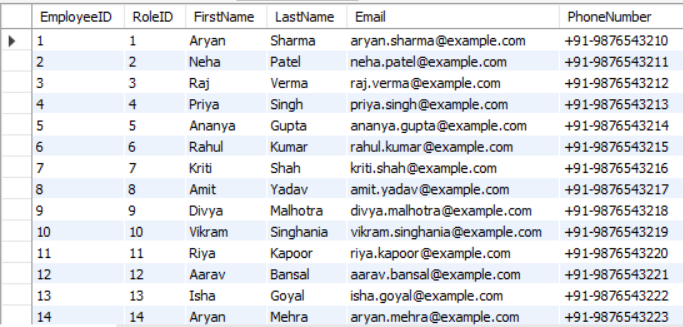 EmployeeID RoleID FirstName LastName Email PhoneNumber
1 1 Aryan Sharma aryan.sharma@example.com +91-9876543210
2 2 Neha Patel neha.patel@example.com +91-9876543211
3 3 Raj Verma raj.verma@example.com +91-9876543212
4 4 Priya Singh priya.singh@example.com +91-9876543213
5 5 Ananya Gupta ananya.gupta@example.com +91-9876543214
6 6 Rahul Kumar rahul.kumar@example.com +91-9876543215
7 7 Kriti Shah kriti.shah@example.com +91-9876543216
8 8 Amit Yadav amit.yadav@example.com +91-9876543217
9 9 Divya Malhotra divya.malhotra@example.com +91-9876543218
10 10 Vikram Singhania vikram.singhania@example.com +91-9876543219
11 11 Riya Kapoor riya.kapoor@example.com +91-9876543220
12 12 Aarav Bansal aarav.bansal@example.com +91-9876543221
13 13 Isha Goyal isha.goyal@example.com +91-9876543222
14 14 Aryan Mehra aryan.mehra@example.com +91-9876543223